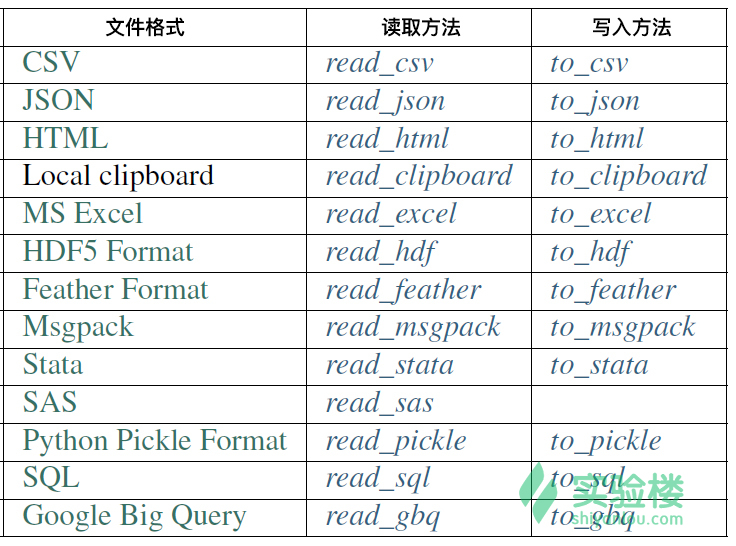 文件格式 读取方法 写入方法
CSV read_csv to_csv
JSON read_json to_json
HTML read_html to_html
Local clipboard read_clipboard to_clipboard
MS Excel read_excel to_excel
HDF5 Format read_hdf to_hdf
Feather Format read_feather to_feather
Msgpack read_msgpack to_msgpack
Stata read_stata to_stata
SAS read_sas
Python Pickle Format read_pickle to_pickle
SQL read_sql to_sql
Google Big Query read_gbq to_gbq
实验楼
shiyanlou.com